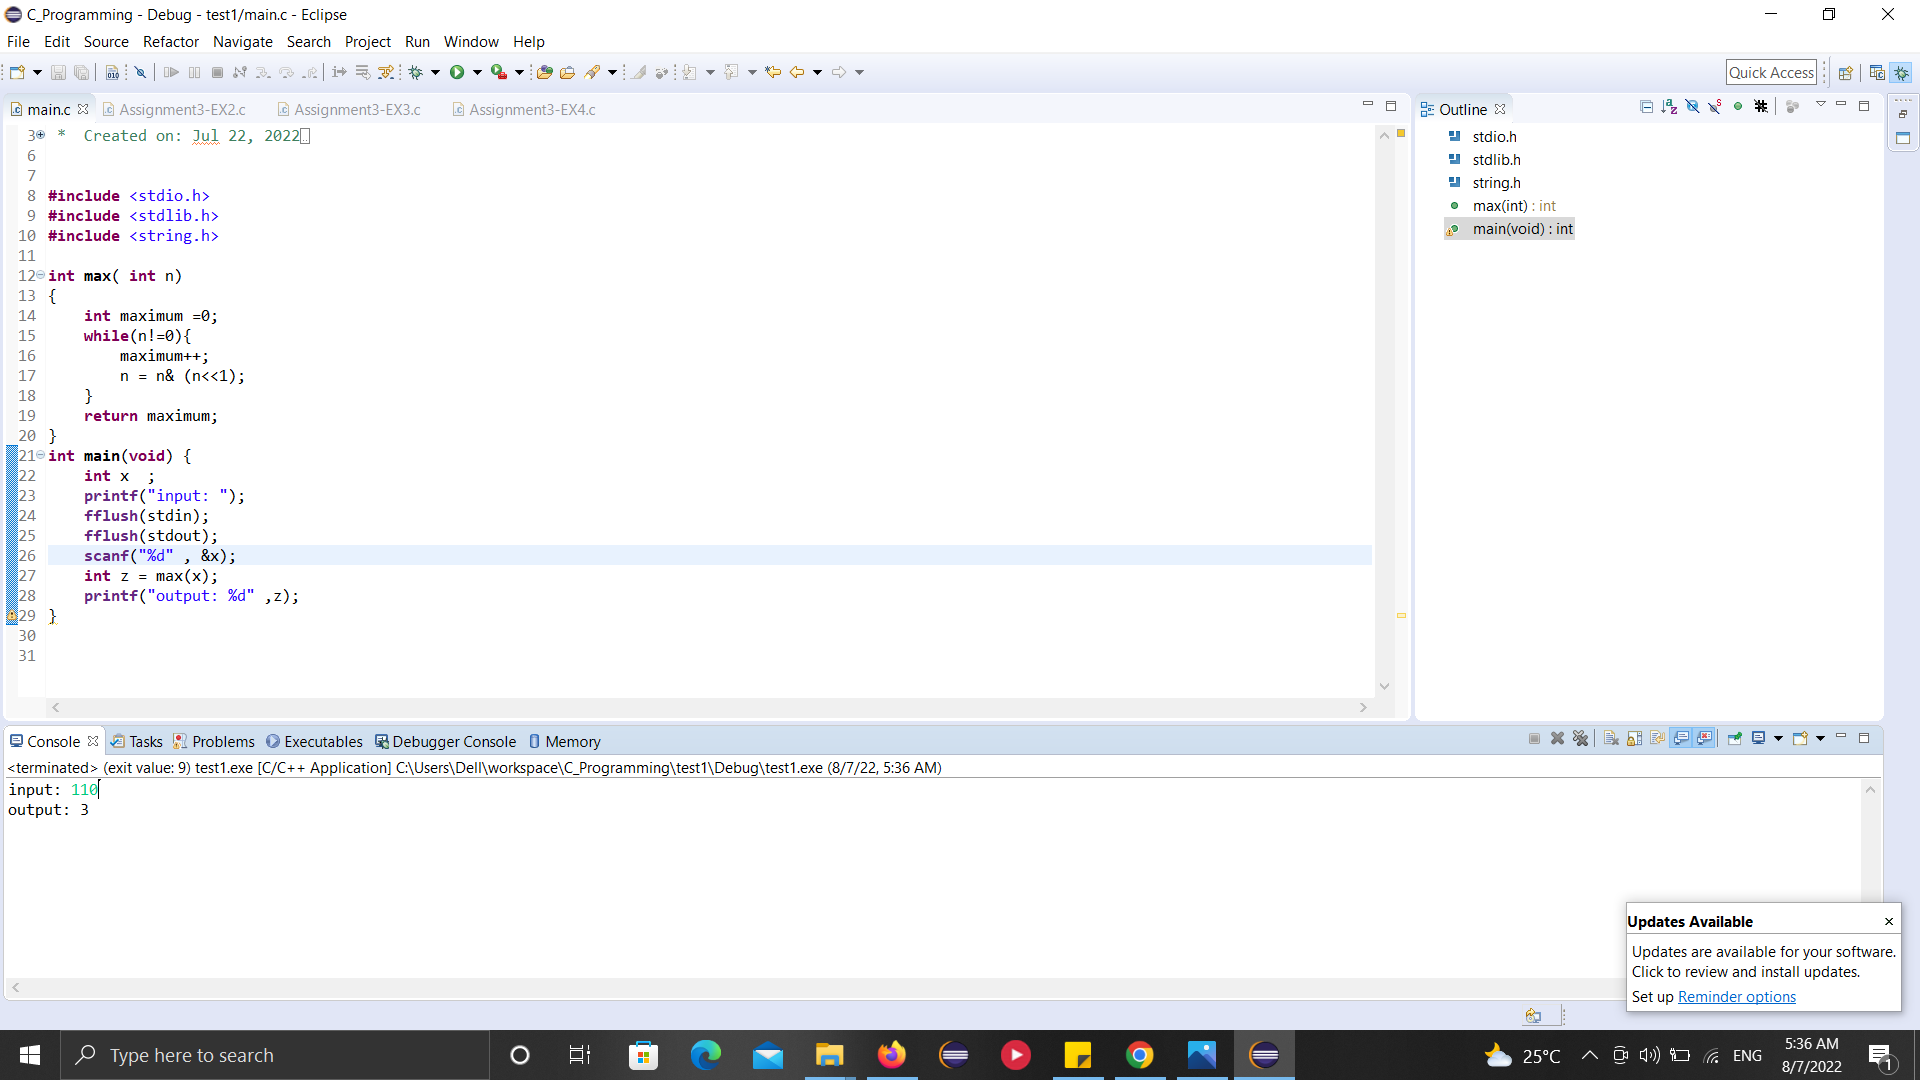 C_Programming - Debug - test1/main.c - Eclipse
File Edit Source Refactor Navigate Search Project Run Window Help
Quick Access
main.c Assignment3-EX2.c Assignment3-EX3.c Assignment3-EX4.c
3 * Created on: Jul 22, 2022
6
7
8 #include <stdio.h>
9 #include <stdlib.h>
10 #include <string.h>
11
12 int max( int n)
13 {
14 int maximum =0;
15 while(n!=0){
16 maximum++;
17 n = n& (n<<1);
18 }
19 return maximum;
20 }
21 int main(void) {
22 int x ;
23 printf("input: ");
24 fflush(stdin);
25 fflush(stdout);
26 scanf("%d" , &x);
27 int z = max(x);
28 printf("output: %d" ,z);
29 }
30
31
Outline
stdio.h
stdlib.h
string.h
max(int) : int
main(void) : int
Console Tasks Problems Executables Debugger Console Memory
<terminated> (exit value: 9) test1.exe [C/C++ Application] C:\Users\Dell\workspace\C_Programming\test1\Debug\test1.exe (8/7/22, 5:36 AM)
input: 110
output: 3
Updates Available
Updates are available for your software.
Click to review and install updates.
Set up Reminder options
Type here to search
25°C
ENG
5:36 AM
8/7/2022
1